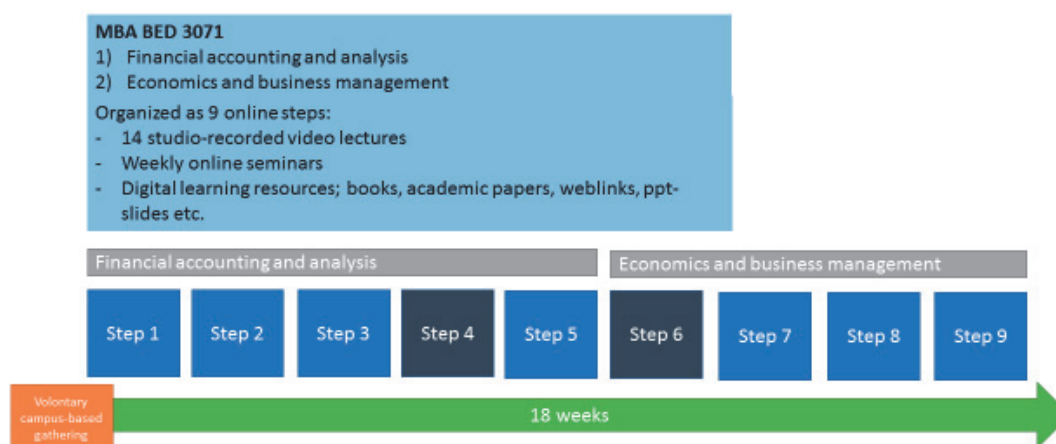 MBA BED 3071
1) Financial accounting and analysis
2) Economics and business management
Organized as 9 online steps:
- 14 studio-recorded video lectures
- Weekly online seminars
- Digital learning resources; books, academic papers, weblinks, ppt-
slides etc.
Financial accounting and analysis
Economics and business management
Step 1
Step 2
Step 3
Step 4
Step 5
Step 6
Step 7
Step 8
Step 9
Volontary
campus-based
gathering
18 weeks